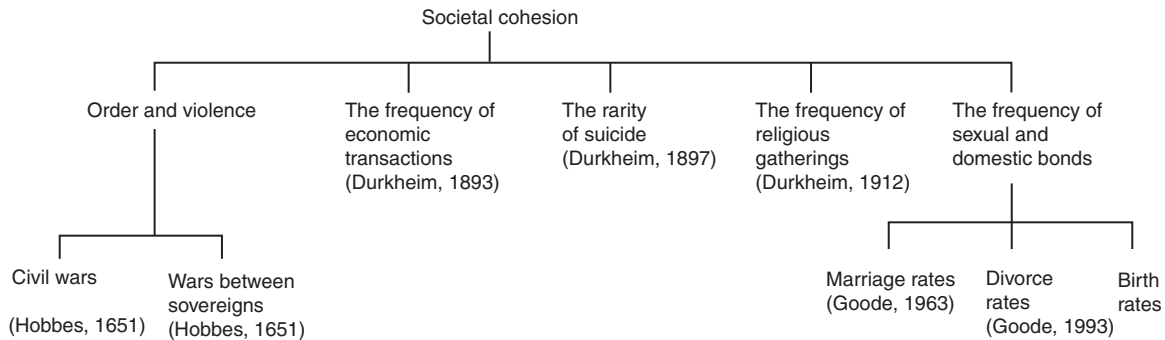 Societal cohesion
Order and violence
The frequency of
economic
transactions
(Durkheim, 1893)
The rarity
of suicide
(Durkheim, 1897)
The frequency of
religious
gatherings
(Durkheim, 1912)
The frequency of
sexual and
domestic bonds
Civil wars
(Hobbes, 1651)
Wars between
sovereigns
(Hobbes, 1651)
Marriage rates
(Goode, 1963)
Divorce
rates
(Goode, 1993)
Birth
rates